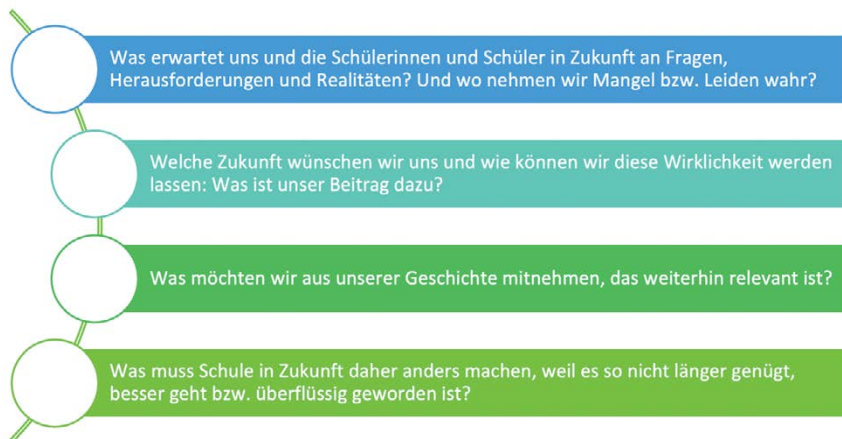 Was erwartet uns und die Schülerinnen und Schüler in Zukunft an Fragen,
Herausforderungen und Realitäten? Und wo nehmen wir Mangel bzw. Leiden wahr?
Welche Zukunft wünschen wir uns und wie können wir diese Wirklichkeit werden
lassen: Was ist unser Beitrag dazu?
Was möchten wir aus unserer Geschichte mitnehmen, das weiterhin relevant ist?
Was muss Schule in Zukunft daher anders machen, weil es so nicht länger genügt,
besser geht bzw. überflüssig geworden ist?